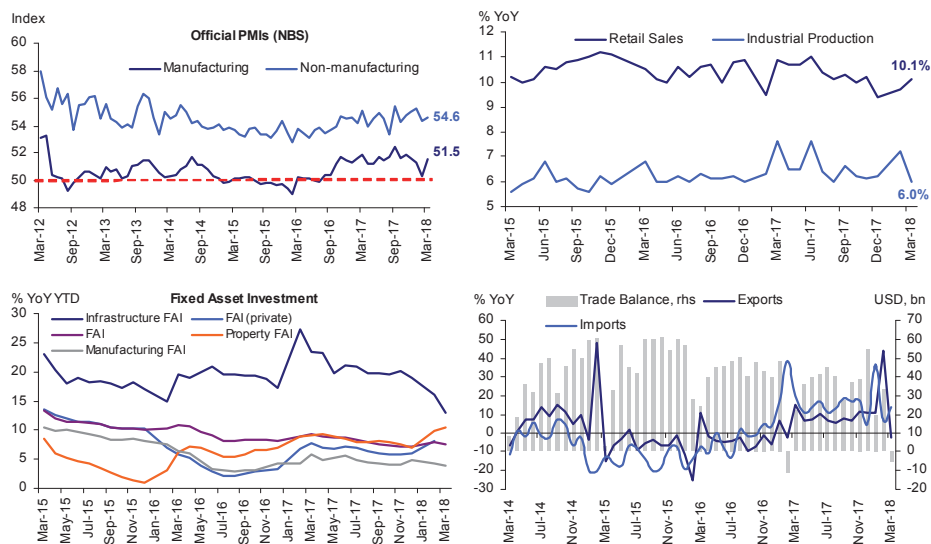 Index
Official PMIs (NBS)
Manufacturing
Non-manufacturing
60
58
56
54
52
50
48
54.6
51.5
Mar-12
Sep-12
Mar-13
Sep-13
Mar-14
Sep-14
Mar-15
Sep-15
Mar-16
Sep-16
Mar-17
Sep-17
Mar-18
% YoY
Retail Sales
Industrial Production
12
11
10
9
8
7
6
5
10.1%
6.0%
Mar-15
Jun-15
Sep-15
Dec-15
Mar-16
Jun-16
Sep-16
Dec-16
Mar-17
Jun-17
Sep-17
Dec-17
Mar-18
% YoY YTD
Fixed Asset Investment
Infrastructure FAI
FAI (private)
FAI
Property FAI
Manufacturing FAI
30
25
20
15
10
5
0
Mar-15
May-15
Jul-15
Sep-15
Nov-15
Jan-16
Mar-16
May-16
Jul-16
Sep-16
Nov-16
Jan-17
Mar-17
May-17
Jul-17
Sep-17
Nov-17
Jan-18
Mar-18
% YoY
Trade Balance, rhs
Exports
USD, bn
Imports
60
50
40
30
20
10
0
-10
-20
-30
70
60
50
40
30
20
10
0
-10
-20
Mar-14
Jul-14
Nov-14
Mar-15
Jul-15
Nov-15
Mar-16
Jul-16
Nov-16
Mar-17
Jul-17
Nov-17
Mar-18